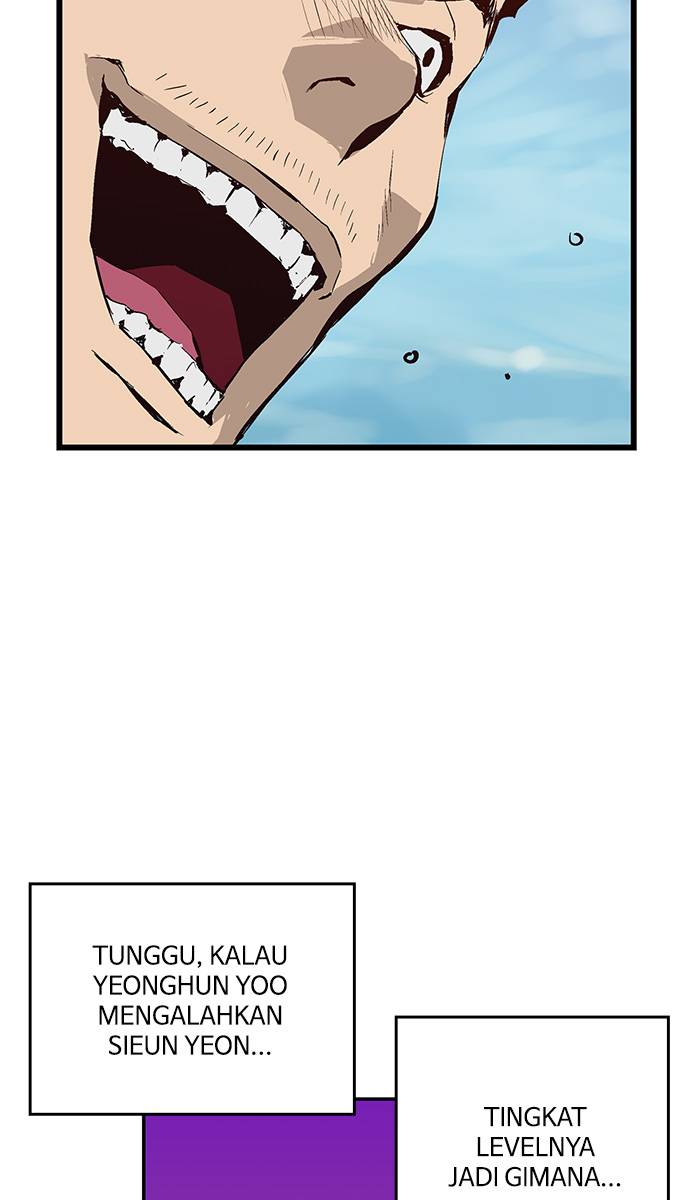 TUNGGU, KALAU
YEONGHUN YOO
MENGALAHKAN
SIEUN YEON...
TINGKAT
LEVELNYA
JADI GIMANA...